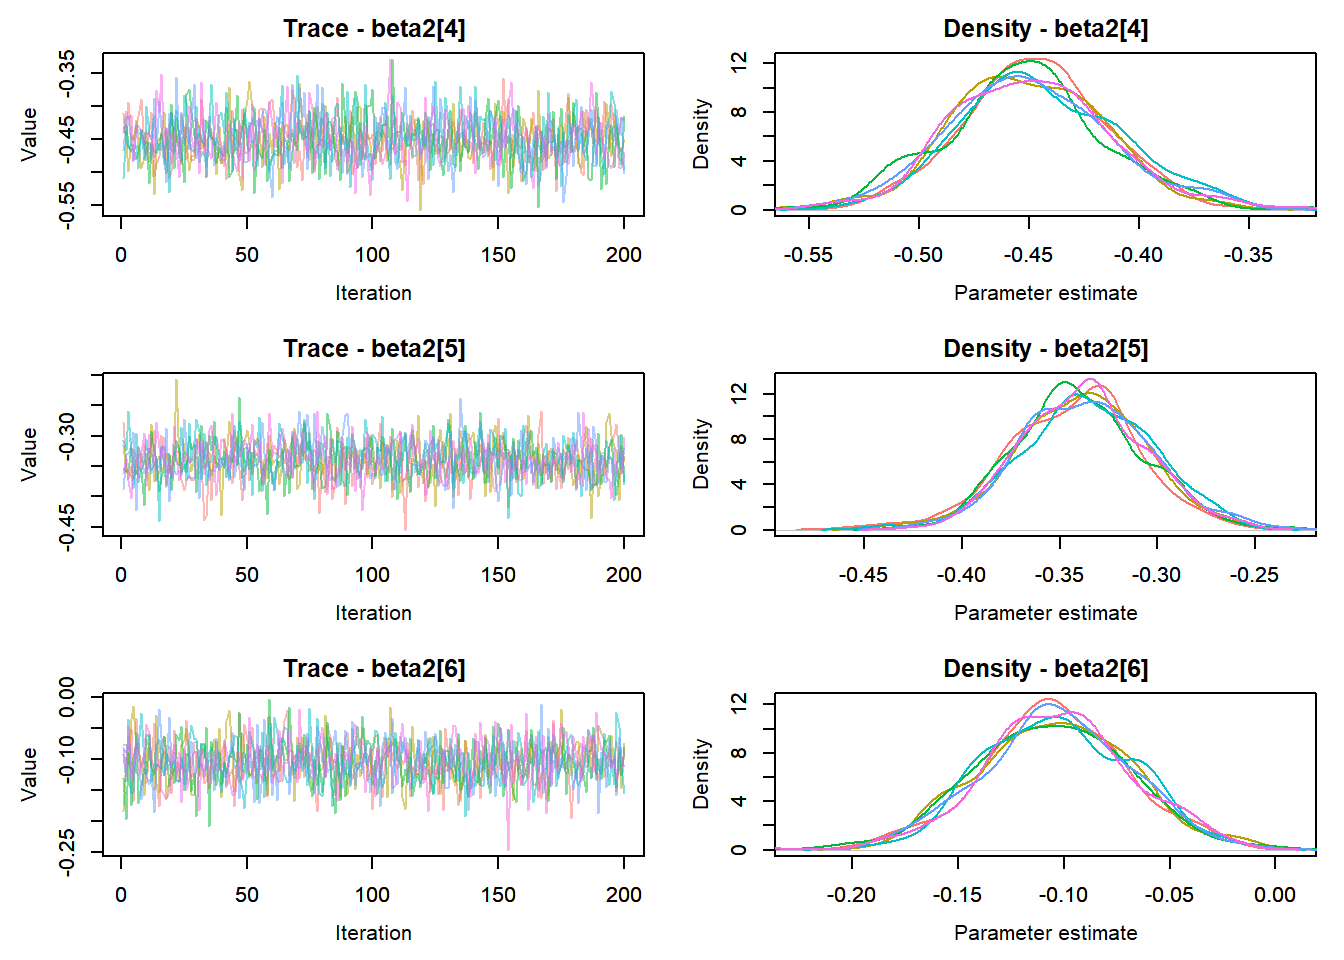 Trace - beta2[4]
Value
-0.35
-0.45
-0.55
0 50 100 150 200
Iteration
Density - beta2[4]
Density
12
8
4
0
-0.55 -0.50 -0.45 -0.40 -0.35
Parameter estimate
Trace - beta2[5]
Value
-0.30
-0.45
0 50 100 150 200
Iteration
Density - beta2[5]
Density
12
8
4
0
-0.45 -0.40 -0.35 -0.30 -0.25
Parameter estimate
Trace - beta2[6]
Value
0.00
-0.10
-0.25
0 50 100 150 200
Iteration
Density - beta2[6]
Density
12
8
4
0
-0.20 -0.15 -0.10 -0.05 0.00
Parameter estimate